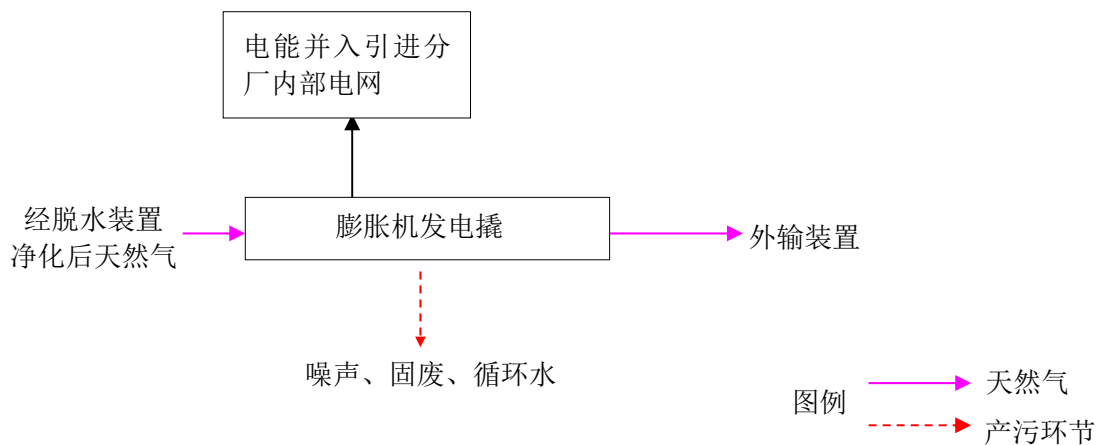 电能并入引进分
厂内部电网
经脱水装置
净化后天然气
膨胀机发电撬
外输装置
噪声、固废、循环水
图例
天然气
产污环节